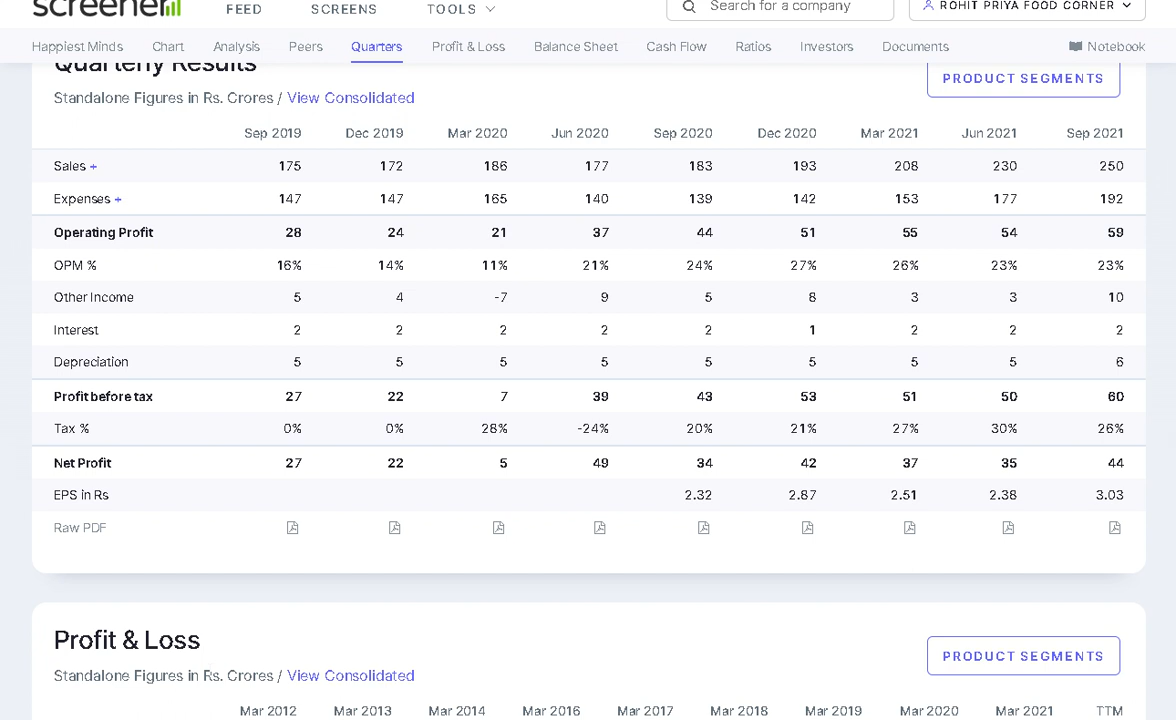 screener
FEED SCREENS TOOLS Search for a company ROHIT PRIYA FOOD CORNER
Happiest Minds Chart Analysis Peers Quarters Profit & Loss Balance Sheet Cash Flow Ratios Investors Documents Notebook
Quarterly Results
PRODUCT SEGMENTS
Standalone Figures in Rs. Crores / View Consolidated
Sep 2019 Dec 2019 Mar 2020 Jun 2020 Sep 2020 Dec 2020 Mar 2021 Jun 2021 Sep 2021
Sales + 175 172 186 177 183 193 208 230 250
Expenses + 147 147 165 140 139 142 153 177 192
Operating Profit 28 24 21 37 44 51 55 54 59
OPM % 16% 14% 11% 21% 24% 27% 26% 23% 23%
Other Income 5 4 -7 9 5 8 3 3 10
Interest 2 2 2 2 2 1 2 2 2
Depreciation 5 5 5 5 5 5 5 5 6
Profit before tax 27 22 7 39 43 53 51 50 60
Tax % 0% 0% 28% -24% 20% 21% 27% 30% 26%
Net Profit 27 22 5 49 34 42 37 35 44
EPS in Rs 2.32 2.87 2.51 2.38 3.03
Raw PDF
Profit & Loss
PRODUCT SEGMENTS
Standalone Figures in Rs. Crores / View Consolidated
Mar 2012 Mar 2013 Mar 2014 Mar 2016 Mar 2017 Mar 2018 Mar 2019 Mar 2020 Mar 2021 TTM